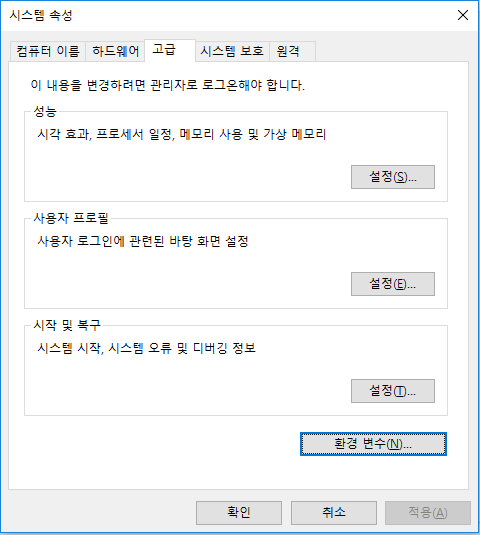 시스템 속성
컴퓨터 이름 하드웨어 고급 시스템 보호 원격
이 내용을 변경하려면 관리자로 로그온해야 합니다.
성능
시각 효과, 프로세서 일정, 메모리 사용 및 가상 메모리
설정(S)...
사용자 프로필
사용자 로그인에 관련된 바탕 화면 설정
설정(E)...
시작 및 복구
시스템 시작, 시스템 오류 및 디버깅 정보
설정(T)...
환경 변수(N)...
확인 취소 적용(A)